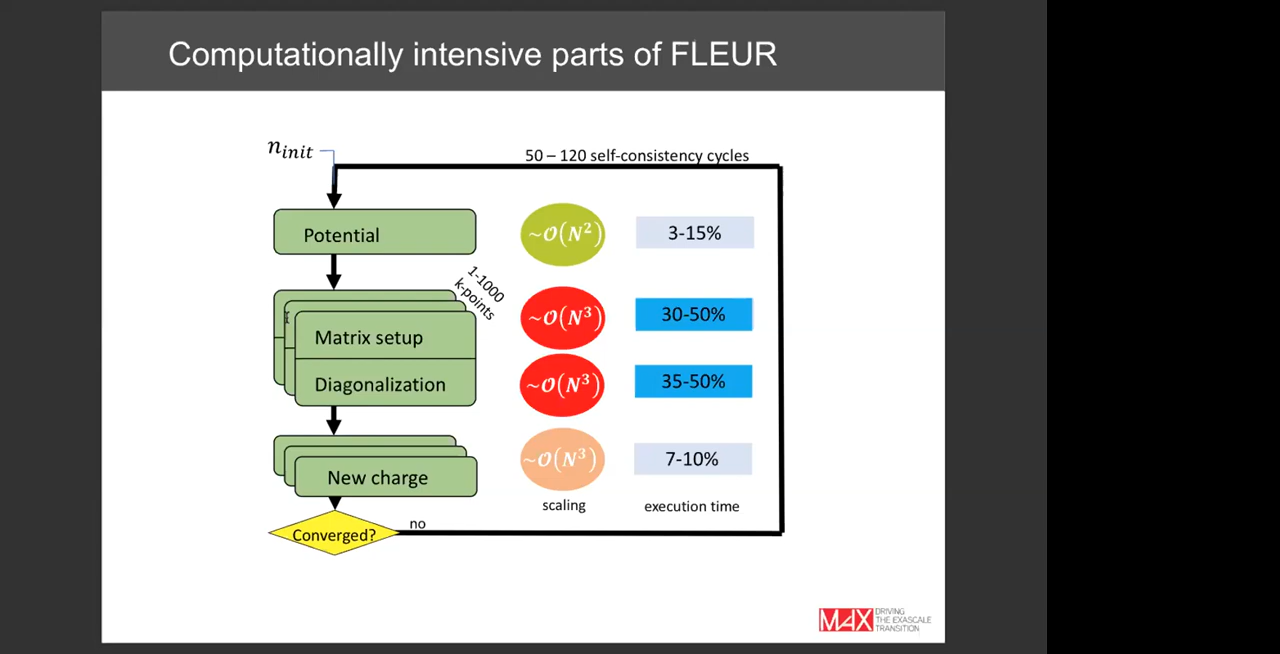 Computationally intensive parts of FLEUR
n_init
50 – 120 self-consistency cycles
Potential
~O(N²)
3-15%
1-1000
k-points
Matrix setup
~O(N³)
30-50%
Diagonalization
~O(N³)
35-50%
New charge
~O(N³)
7-10%
scaling
execution time
Converged?
no
MAX
DRIVING
THE EXASCALE
TRANSITION